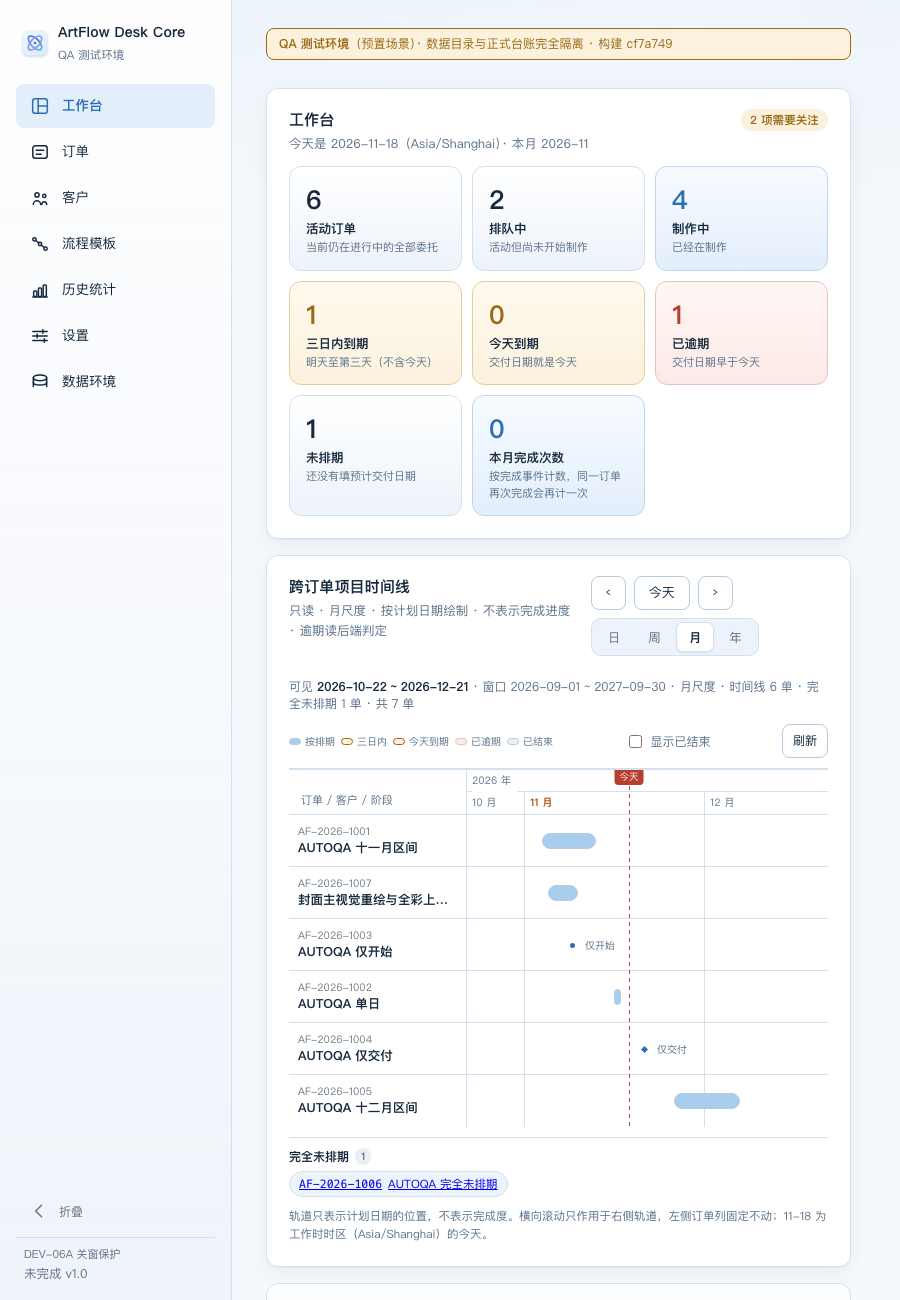 ArtFlow Desk Core
QA 测试环境
工作台
订单
客户
流程模板
历史统计
设置
数据环境
折叠
DEV-06A 关窗保护
未完成 v1.0
QA 测试环境（预置场景）· 数据目录与正式台账完全隔离 · 构建 cf7a749
工作台
2 项需要关注
今天是 2026-11-18（Asia/Shanghai）· 本月 2026-11
6
活动订单
当前仍在进行中的全部委托
2
排队中
活动但尚未开始制作
4
制作中
已经在制作
1
三日内到期
明天至第三天（不含今天）
0
今天到期
交付日期就是今天
1
已逾期
交付日期早于今天
1
未排期
还没有填预计交付日期
0
本月完成次数
按完成事件计数，同一订单
再次完成会再计一次
跨订单项目时间线
只读 · 月尺度 · 按计划日期绘制 · 不表示完成进度
· 逾期读后端判定
‹ 今天 ›
日 周 月 年
可见 2026-10-22 ~ 2026-12-21 · 窗口 2026-09-01 ~ 2027-09-30 · 月尺度 · 时间线 6 单 · 完
全未排期 1 单 · 共 7 单
按排期 三日内 今天到期 已逾期 已结束
显示已结束
刷新
订单 / 客户 / 阶段
2026 年
今天
10 月
11 月
12 月
AF-2026-1001
AUTOQA 十一月区间
AF-2026-1007
封面主视觉重绘与全彩上...
AF-2026-1003
AUTOQA 仅开始
仅开始
AF-2026-1002
AUTOQA 单日
AF-2026-1004
AUTOQA 仅交付
仅交付
AF-2026-1005
AUTOQA 十二月区间
完全未排期 1
AF-2026-1006 AUTOQA 完全未排期
轨道只表示计划日期的位置，不表示完成度。横向滚动只作用于右侧轨道，左侧订单列固定不动；11-18 为
工作时时区（Asia/Shanghai）的今天。